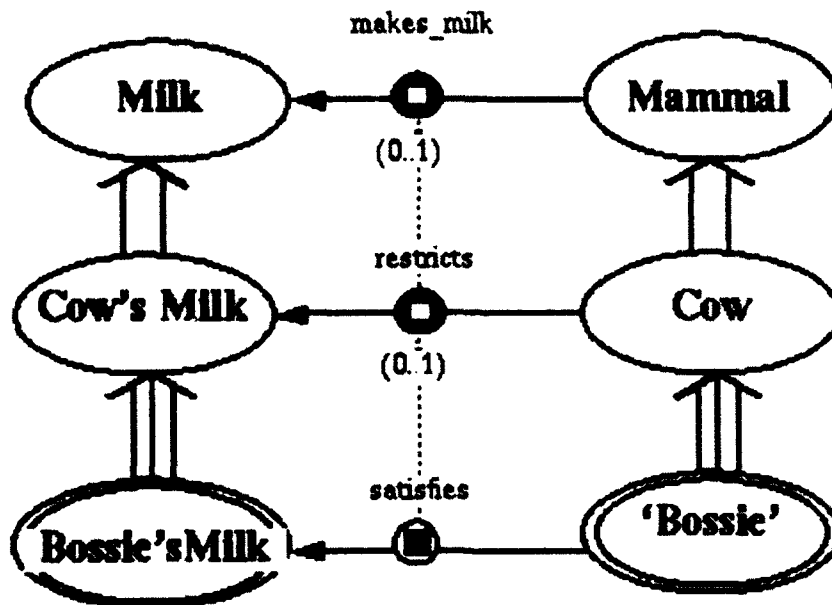 makes_milk
Milk
Mammal
(0..1)
restricts
Cow's Milk
Cow
(0..1)
satisfies
Bossie'sMilk
‘Bossie’